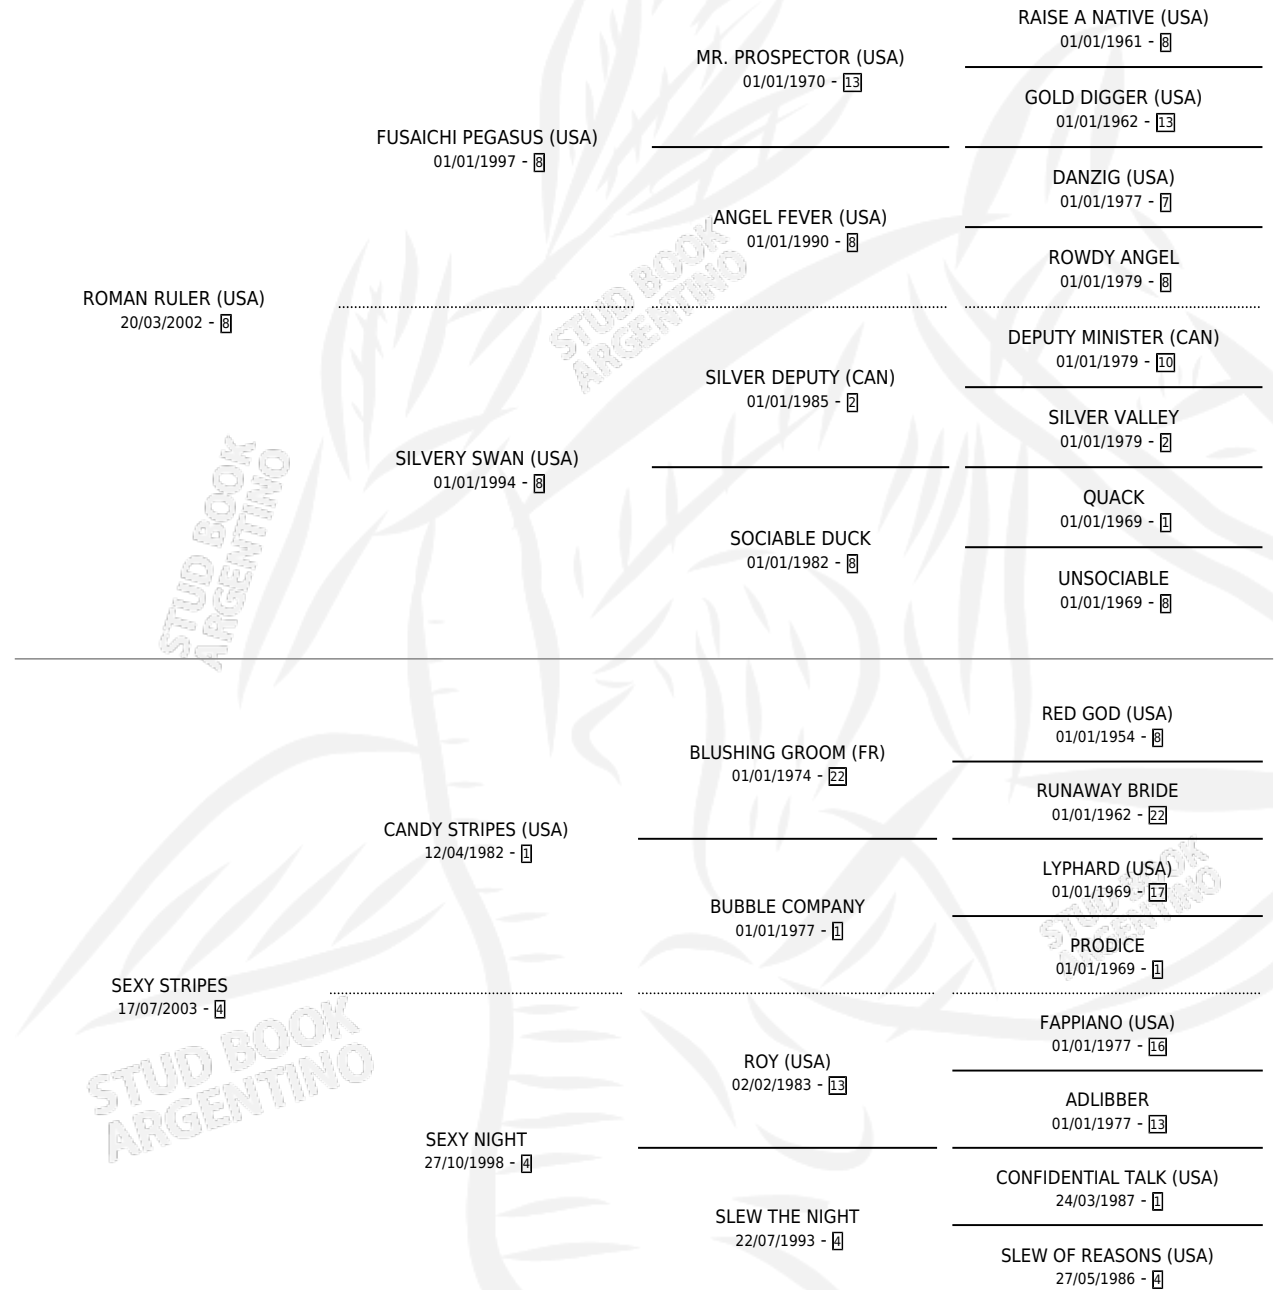 RAISE A NATIVE (USA)
01/01/1961 - 8
MR. PROSPECTOR (USA)
01/01/1970 - 13
GOLD DIGGER (USA)
01/01/1962 - 13
FUSAICHI PEGASUS (USA)
01/01/1997 - 8
DANZIG (USA)
01/01/1977 - 7
ANGEL FEVER (USA)
01/01/1990 - 8
ROWDY ANGEL
01/01/1979 - 8
ROMAN RULER (USA)
20/03/2002 - 8
DEPUTY MINISTER (CAN)
01/01/1979 - 10
SILVER DEPUTY (CAN)
01/01/1985 - 2
SILVER VALLEY
01/01/1979 - 2
SILVERY SWAN (USA)
01/01/1994 - 8
QUACK
01/01/1969 - 1
SOCIABLE DUCK
01/01/1982 - 8
UNSOCIABLE
01/01/1969 - 8
RED GOD (USA)
01/01/1954 - 8
BLUSHING GROOM (FR)
01/01/1974 - 22
RUNAWAY BRIDE
01/01/1962 - 22
CANDY STRIPES (USA)
12/04/1982 - 1
LYPHARD (USA)
01/01/1969 - 17
BUBBLE COMPANY
01/01/1977 - 1
PRODICE
01/01/1969 - 1
SEXY STRIPES
17/07/2003 - 4
FAPPIANO (USA)
01/01/1977 - 16
ROY (USA)
02/02/1983 - 13
ADLIBBER
01/01/1977 - 13
SEXY NIGHT
27/10/1998 - 4
CONFIDENTIAL TALK (USA)
24/03/1987 - 1
SLEW THE NIGHT
22/07/1993 - 4
SLEW OF REASONS (USA)
27/05/1986 - 4
STUD BOOK
ARGENTINO
STUD BOOK
ARGENTINO
STUD BOOK
ARGENTINO
STUD BOOK
ARGENTINO